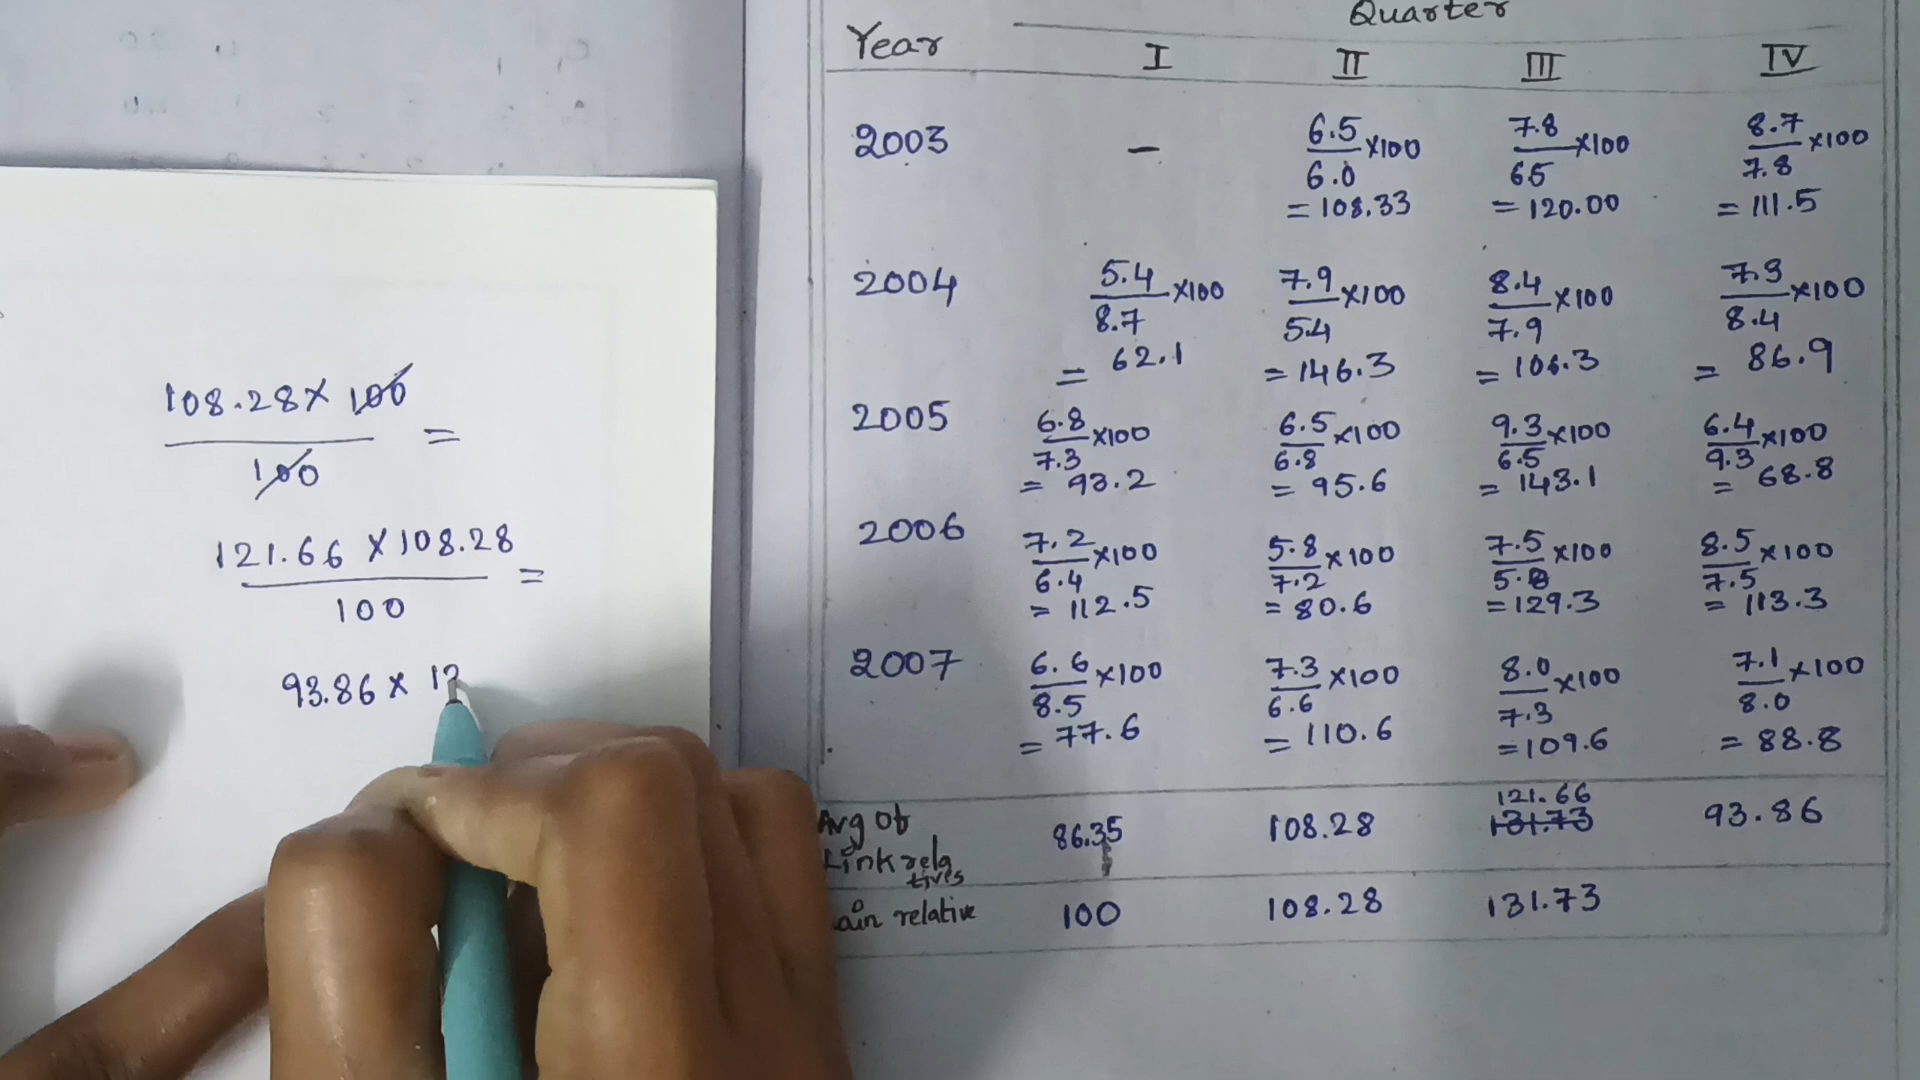 108.28 × 100
100
=
121.66 × 108.28
100
=
93.86 ×
Quarter
Year I II III IV
2003 – 6.5/6.0 ×100 7.8/65 ×100 8.7/7.8 ×100
= 108.33 = 120.00 = 111.5
2004 5.4/8.7 ×100 7.9/5.4 ×100 8.4/7.9 ×100 7.3/8.4 ×100
= 62.1 = 146.3 = 106.3 = 86.9
2005 6.8/7.3 ×100 6.5/6.8 ×100 9.3/6.5 ×100 6.4/9.3 ×100
= 93.2 = 95.6 = 143.1 = 68.8
2006 7.2/6.4 ×100 5.8/7.2 ×100 7.5/5.8 ×100 8.5/7.5 ×100
= 112.5 = 80.6 = 129.3 = 113.3
2007 6.6/8.5 ×100 7.3/6.6 ×100 8.0/7.3 ×100 7.1/8.0 ×100
= 77.6 = 110.6 = 109.6 = 88.8
121.66
Avg of 86.35 108.28 131.73 93.86
Link rela
tives
ain relative 100 108.28 131.73